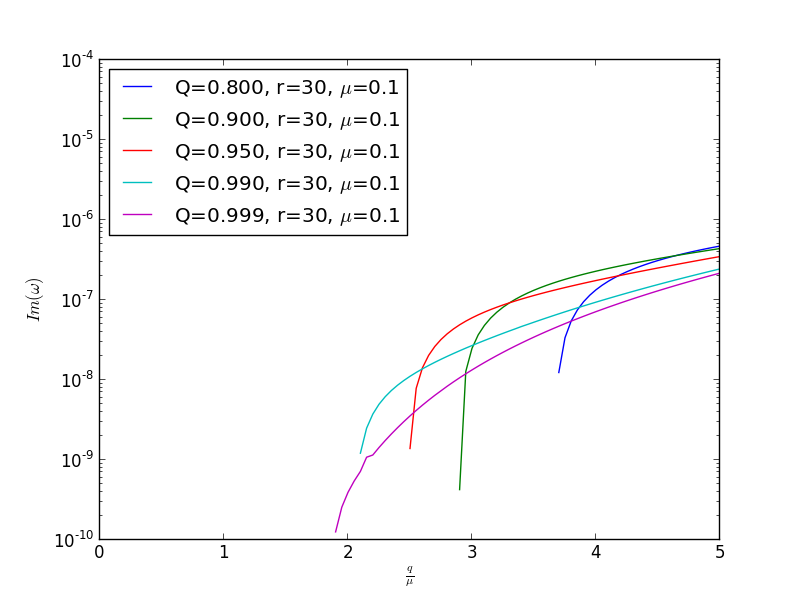 10⁻⁴
Q=0.800, r=30, μ=0.1
Q=0.900, r=30, μ=0.1
10⁻⁵
Q=0.950, r=30, μ=0.1
Q=0.990, r=30, μ=0.1
Q=0.999, r=30, μ=0.1
10⁻⁶
Im(ω)
10⁻⁷
10⁻⁸
10⁻⁹
10⁻¹⁰
0 1 2 3 4 5
q/μ